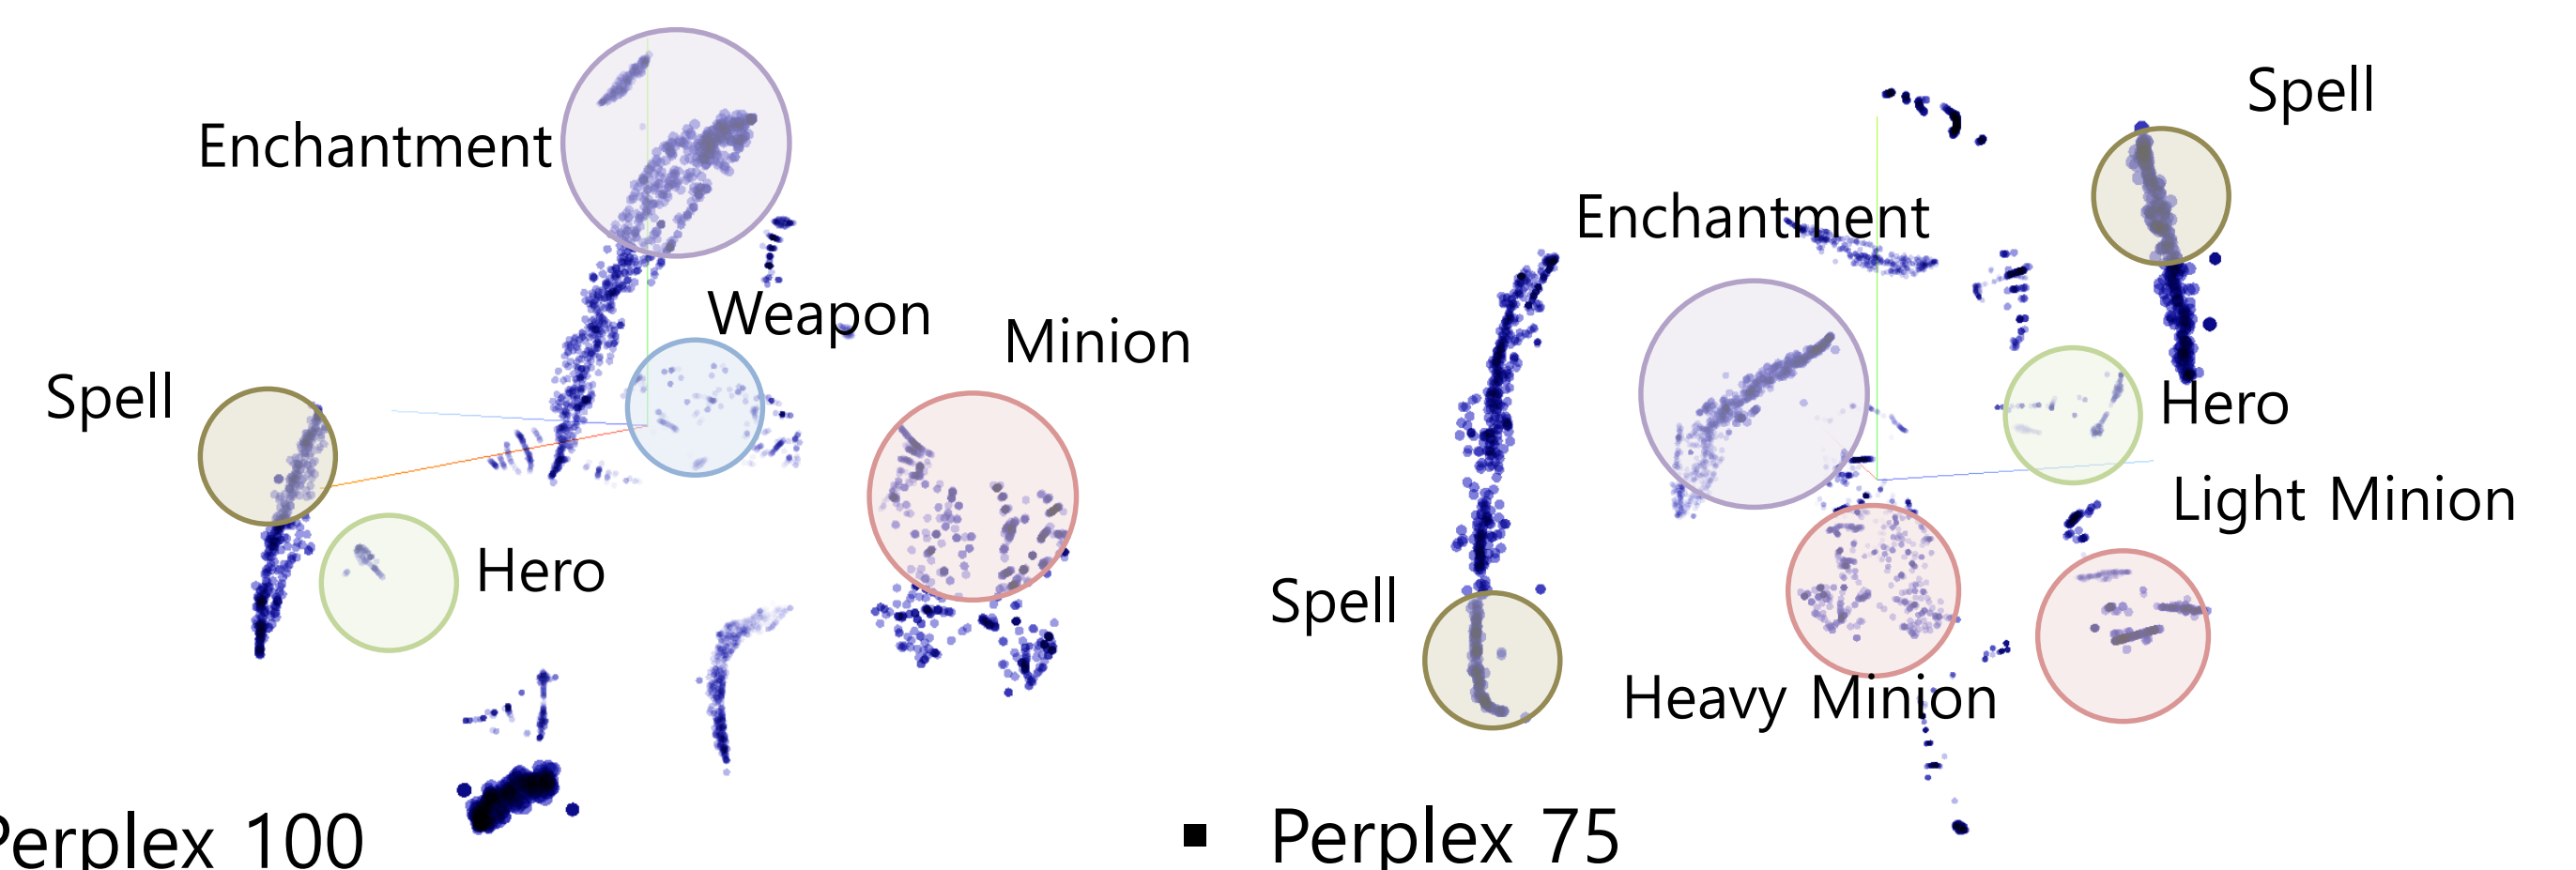 Enchantment
Weapon
Minion
Spell
Hero
Perplex 100
Spell
Enchantment
Hero
Light Minion
Spell
Heavy Minion
▪ Perplex 75